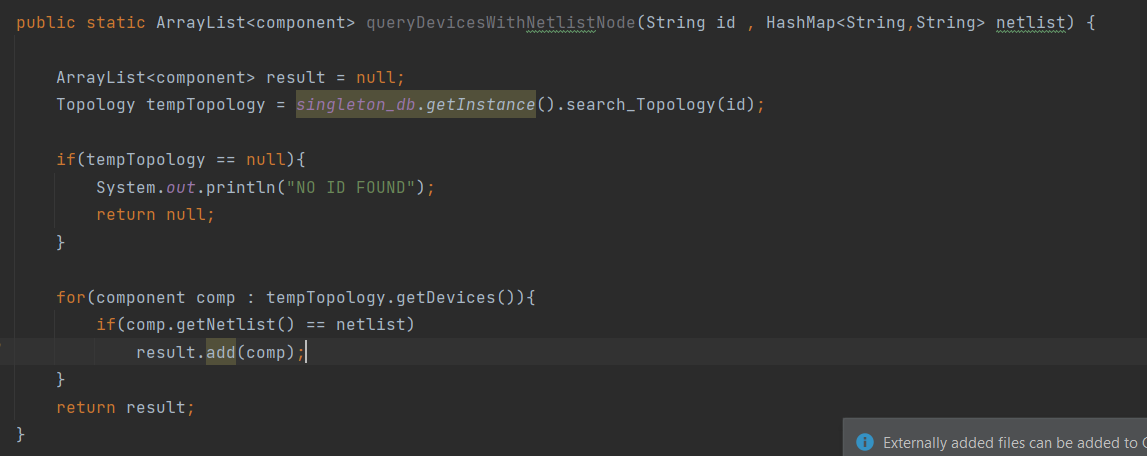 public static ArrayList<component> queryDevicesWithNetlistNode(String id , HashMap<String,String> netlist) {
ArrayList<component> result = null;
Topology tempTopology = singleton_db.getInstance().search_Topology(id);
if(tempTopology == null){
System.out.println("NO ID FOUND");
return null;
}
for(component comp : tempTopology.getDevices()){
if(comp.getNetlist() == netlist)
result.add(comp);
}
return result;
}
Externally added files can be added to